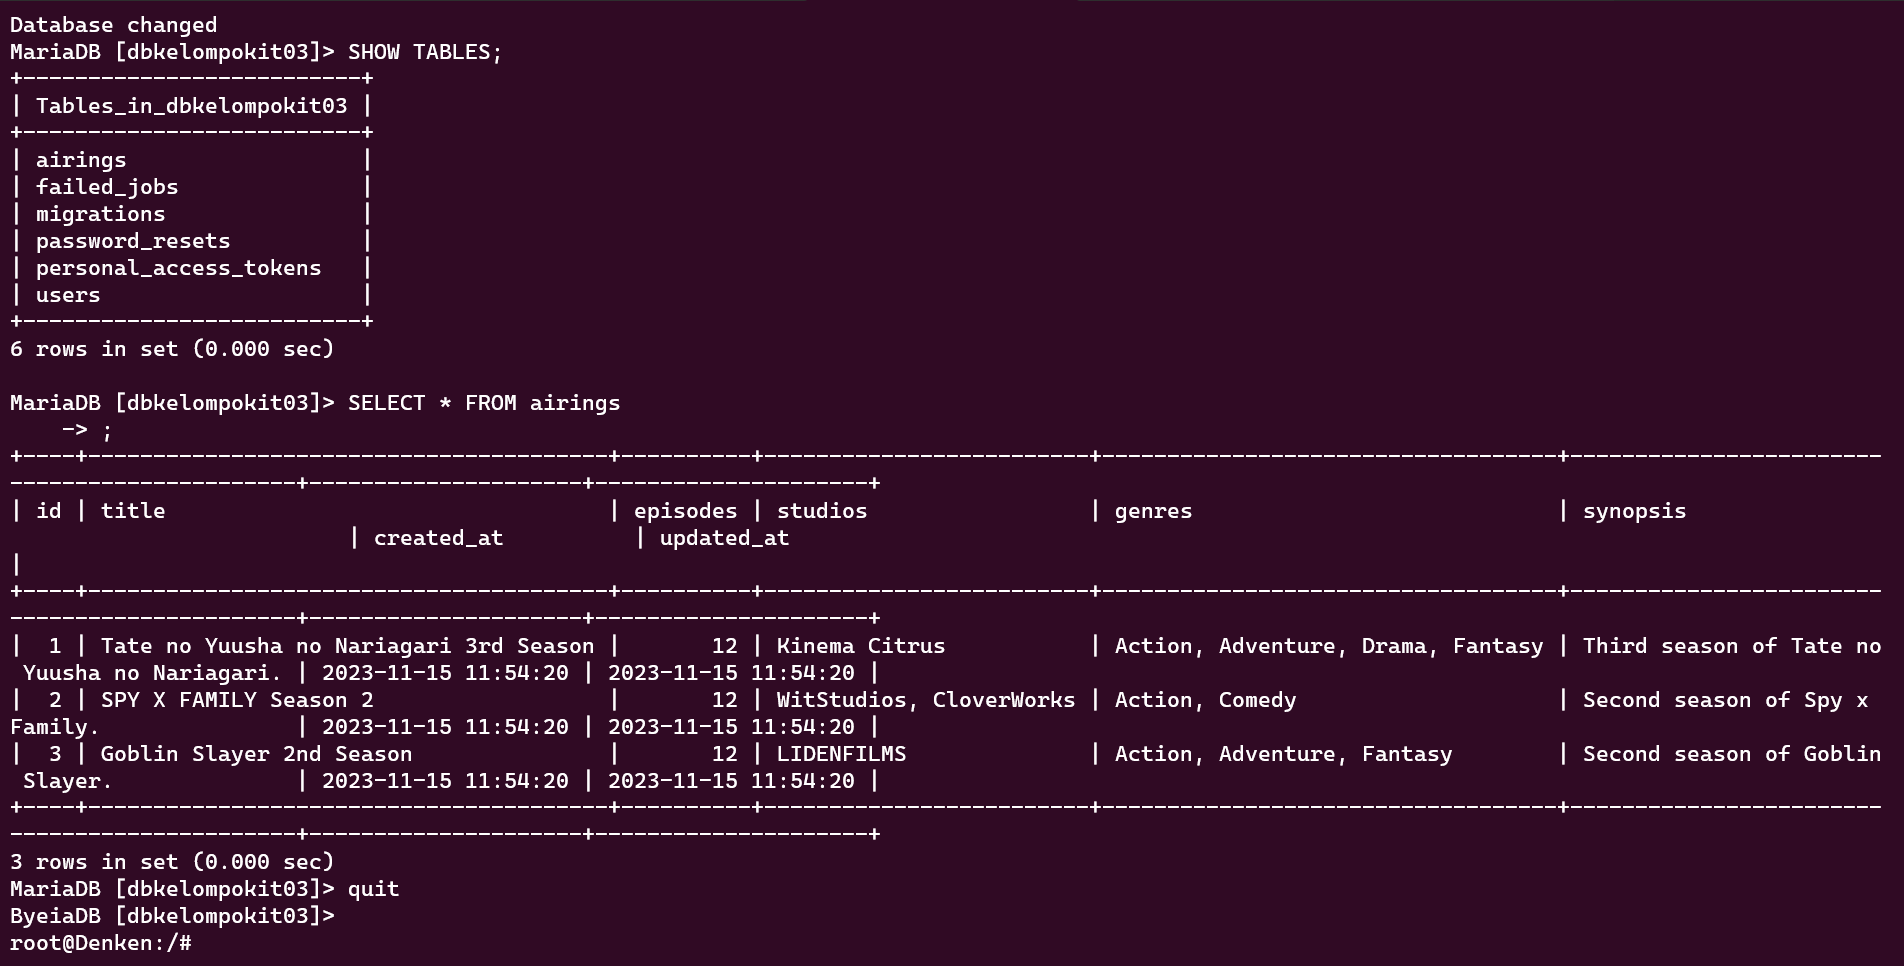 Database changed
MariaDB [dbkelompokit03]> SHOW TABLES;
+--------------------------+
| Tables_in_dbkelompokit03 |
+--------------------------+
| airings                  |
| failed_jobs              |
| migrations               |
| password_resets          |
| personal_access_tokens   |
| users                    |
+--------------------------+
6 rows in set (0.000 sec)

MariaDB [dbkelompokit03]> SELECT * FROM airings
    -> ;
+----+----------------------------------------+----------+-------------------------+-----------------------------------+------------------------
----------------------+---------------------+---------------------+
| id | title                                  | episodes | studios                 | genres                            | synopsis
                          | created_at          | updated_at
|
+----+----------------------------------------+----------+-------------------------+-----------------------------------+------------------------
----------------------+---------------------+---------------------+
|  1 | Tate no Yuusha no Nariagari 3rd Season |       12 | Kinema Citrus           | Action, Adventure, Drama, Fantasy | Third season of Tate no
 Yuusha no Nariagari. | 2023-11-15 11:54:20 | 2023-11-15 11:54:20 |
|  2 | SPY X FAMILY Season 2                  |       12 | WitStudios, CloverWorks | Action, Comedy                    | Second season of Spy x
Family.               | 2023-11-15 11:54:20 | 2023-11-15 11:54:20 |
|  3 | Goblin Slayer 2nd Season               |       12 | LIDENFILMS              | Action, Adventure, Fantasy        | Second season of Goblin
 Slayer.              | 2023-11-15 11:54:20 | 2023-11-15 11:54:20 |
+----+----------------------------------------+----------+-------------------------+-----------------------------------+------------------------
----------------------+---------------------+---------------------+
3 rows in set (0.000 sec)
MariaDB [dbkelompokit03]> quit
ByeiaDB [dbkelompokit03]>
root@Denken:/#